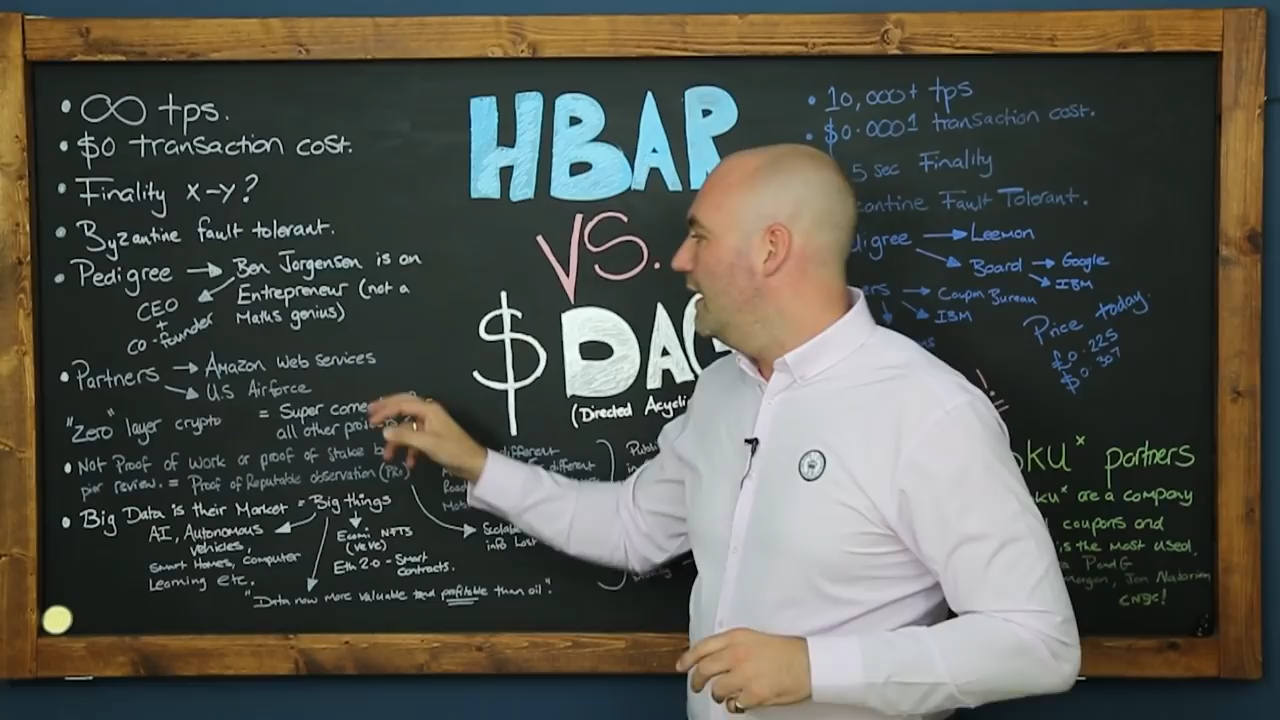 • ∞ tps.
• $0 transaction cost.
• Finality x-y?
• Byzantine fault tolerant.
• Pedigree → Ben Jorgensen is an
Entrepreneur (not a
Maths genius)
CEO
+
co-founder
• Partners → Amazon Web services
→ U.S Airforce
"Zero" layer crypto
= Super
all other
• Not Proof of Work or proof of Stake
pier review. = Proof of Reputable observation (PRO)
• Big Data is their Market = Big things
AI, Autonomous
vehicles,
smart Homes, Computer
Learning etc.
Ecomi NFTs
(VeVe)
Eth 2.0 - Smart
Contracts.
"Data now more valuable and profitable than oil".
HBAR
VS.
$DAG
(Directed
different
different
info Lost
• 10,000+ tps
• $0.0001 transaction cost.
5 sec Finality
Fault Tolerant.
→ Leemon
→ Board → Google
→ IBM
→ Coupon Bureau
→ IBM
Price today.
£0.225
$0.307
partners
are a company
coupons and
is the most used,
CNBC!